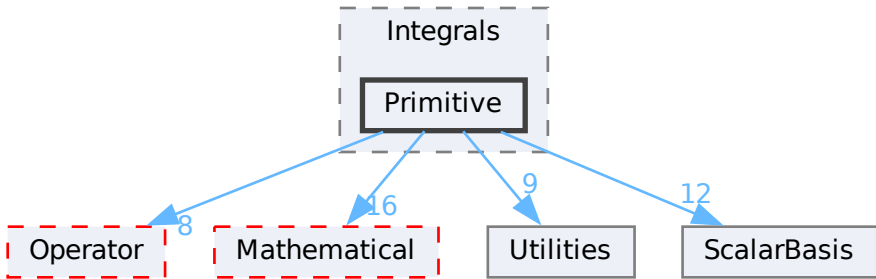 Integrals
Primitive
8
16
9
12
Operator
Mathematical
Utilities
ScalarBasis